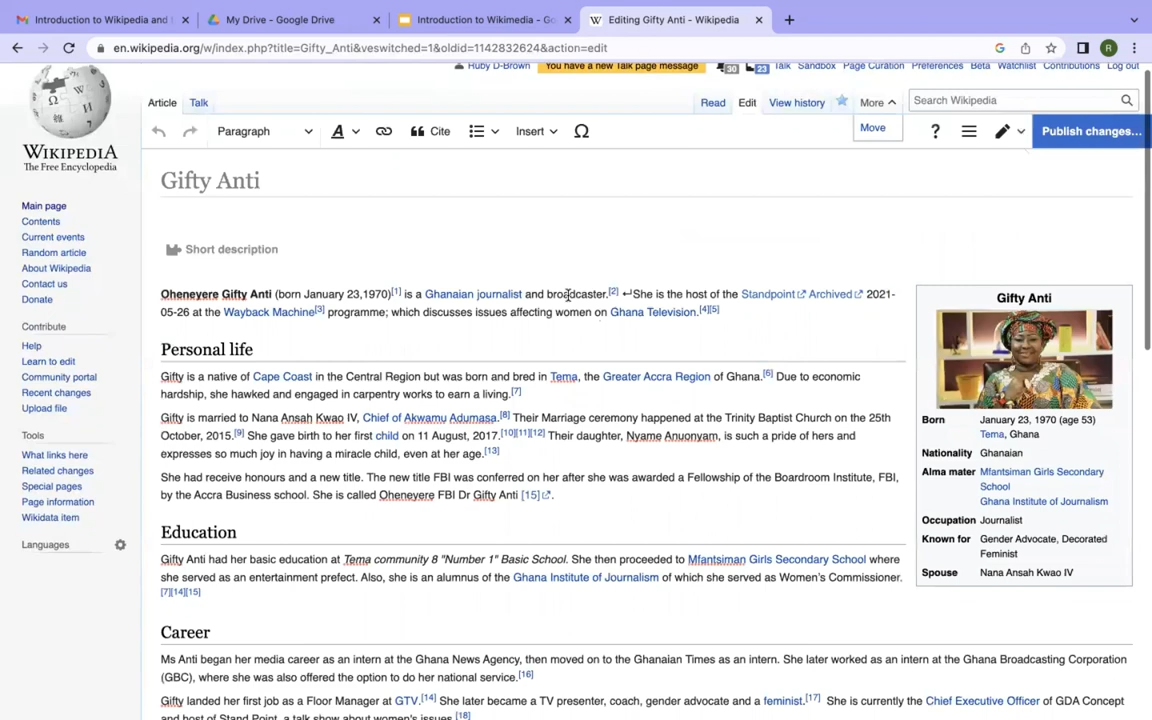 Introduction to Wikipedia and
My Drive - Google Drive
Introduction to Wikimedia - Go
Editing Gifty Anti - Wikipedia
en.wikipedia.org/w/index.php?title=Gifty_Anti&veswitched=1&oldid=1142832624&action=edit
R
Ruby D-Brown
You have a new Talk page message
30
23
Talk
Sandbox
Page Curation
Preferences
Beta
Watchlist
Contributions
Log out
Article
Talk
Read
Edit
View history
More
Search Wikipedia
Move
Paragraph
A
Cite
Insert
Ω
?
Publish changes...
WIKIPEDIA
The Free Encyclopedia
Main page
Contents
Current events
Random article
About Wikipedia
Contact us
Donate
Contribute
Help
Learn to edit
Community portal
Recent changes
Upload file
Tools
What links here
Related changes
Special pages
Page information
Wikidata item
Languages
Gifty Anti
Short description
Oheneyere Gifty Anti (born January 23,1970)[1] is a Ghanaian journalist and broadcaster.[2] ↵She is the host of the Standpoint Archived 2021-
05-26 at the Wayback Machine[3] programme; which discusses issues affecting women on Ghana Television.[4][5]
Personal life
Gifty is a native of Cape Coast in the Central Region but was born and bred in Tema, the Greater Accra Region of Ghana.[6] Due to economic
hardship, she hawked and engaged in carpentry works to earn a living.[7]
Gifty is married to Nana Ansah Kwao IV, Chief of Akwamu Adumasa.[8] Their Marriage ceremony happened at the Trinity Baptist Church on the 25th
October, 2015.[9] She gave birth to her first child on 11 August, 2017.[10][11][12] Their daughter, Nyame Anuonyam, is such a pride of hers and
expresses so much joy in having a miracle child, even at her age.[13]
She had receive honours and a new title. The new title FBI was conferred on her after she was awarded a Fellowship of the Boardroom Institute, FBI,
by the Accra Business school. She is called Oheneyere FBI Dr Gifty Anti [15].
Education
Gifty Anti had her basic education at Tema community 8 "Number 1" Basic School. She then proceeded to Mfantsiman Girls Secondary School where
she served as an entertainment prefect. Also, she is an alumnus of the Ghana Institute of Journalism of which she served as Women's Commissioner.
[7][14][15]
Career
Ms Anti began her media career as an intern at the Ghana News Agency, then moved on to the Ghanaian Times as an intern. She later worked as an intern at the Ghana Broadcasting Corporation
(GBC), where she was also offered the option to do her national service.[16]
Gifty landed her first job as a Floor Manager at GTV.[14] She later became a TV presenter, coach, gender advocate and a feminist.[17] She is currently the Chief Executive Officer of GDA Concept
and host of Stand Point, a talk show about women's issues.[18]
Gifty Anti
Born January 23, 1970 (age 53)
Tema, Ghana
Nationality Ghanaian
Alma mater Mfantsiman Girls Secondary
School
Ghana Institute of Journalism
Occupation Journalist
Known for Gender Advocate, Decorated
Feminist
Spouse Nana Ansah Kwao IV